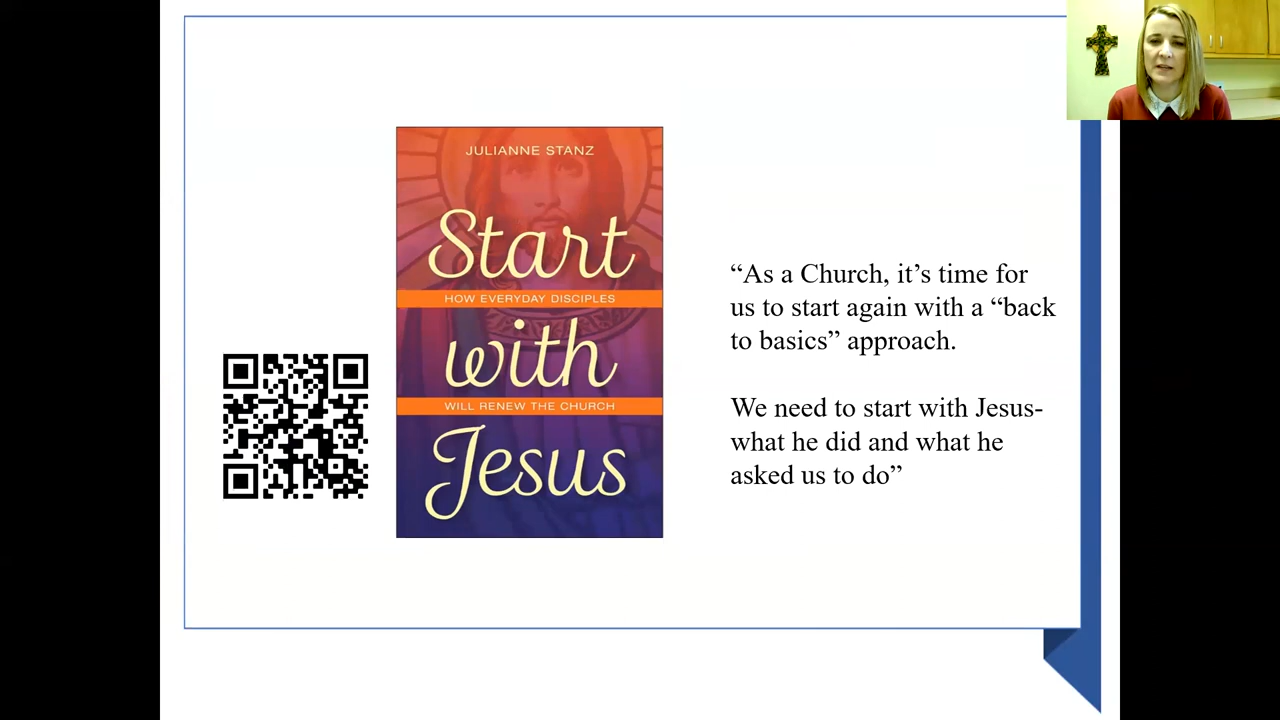 JULIANNE STANZ
Start
HOW EVERYDAY DISCIPLES
with
WILL RENEW THE CHURCH
Jesus
“As a Church, it’s time for
us to start again with a “back
to basics” approach.
We need to start with Jesus-
what he did and what he
asked us to do”